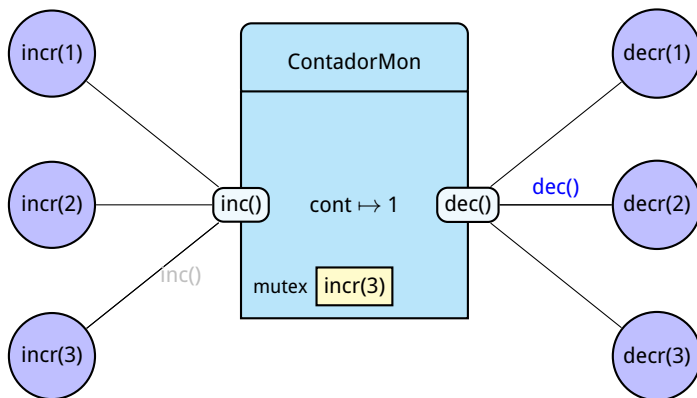 incr(1)
ContadorMon
decr(1)
dec()
incr(2)
inc()
cont ↦ 1
dec()
decr(2)
inc()
mutex incr(3)
incr(3)
decr(3)